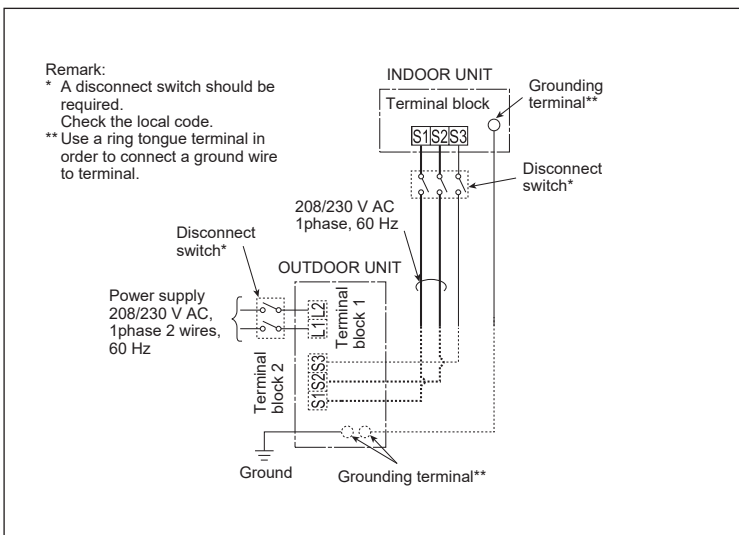 Remark:
* A disconnect switch should be
required.
Check the local code.
** Use a ring tongue terminal in
order to connect a ground wire
to terminal.
INDOOR UNIT
Terminal block
S1 S2 S3
Grounding
terminal**
Disconnect
switch*
208/230 V AC
1phase, 60 Hz
Disconnect
switch*
OUTDOOR UNIT
Power supply
208/230 V AC,
1phase 2 wires,
60 Hz
L1 L2
Terminal
block 1
Terminal
block 2
S1 S2 S3
Ground
Grounding terminal**